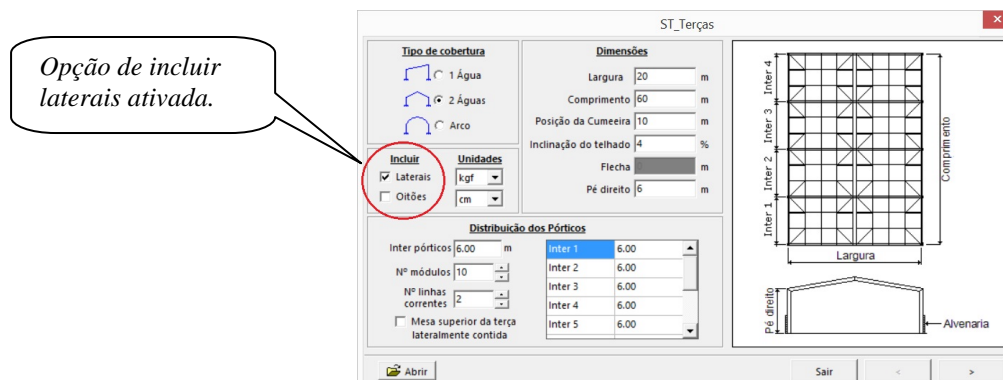 Opção de incluir
laterais ativada.
ST_Terças
Tipo de cobertura
1 Água
2 Águas
Arco
Incluir
Laterais
Oitões
Unidades
kgf
cm
Dimensões
Largura 20 m
Comprimento 60 m
Posição da Cumeeira 10 m
Inclinação do telhado 4 %
Flecha m
Pé direito 6 m
Distribuição dos Pórticos
Inter pórticos 6.00 m
Nº módulos 10
Nº linhas
correntes 2
Mesa superior da terça
lateralmente contida
Inter 1 6.00
Inter 2 6.00
Inter 3 6.00
Inter 4 6.00
Inter 5 6.00
Inter 4
Inter 3
Inter 2
Inter 1
Comprimento
Largura
Pé direito
Alvenaria
Abrir
Sair
<
>